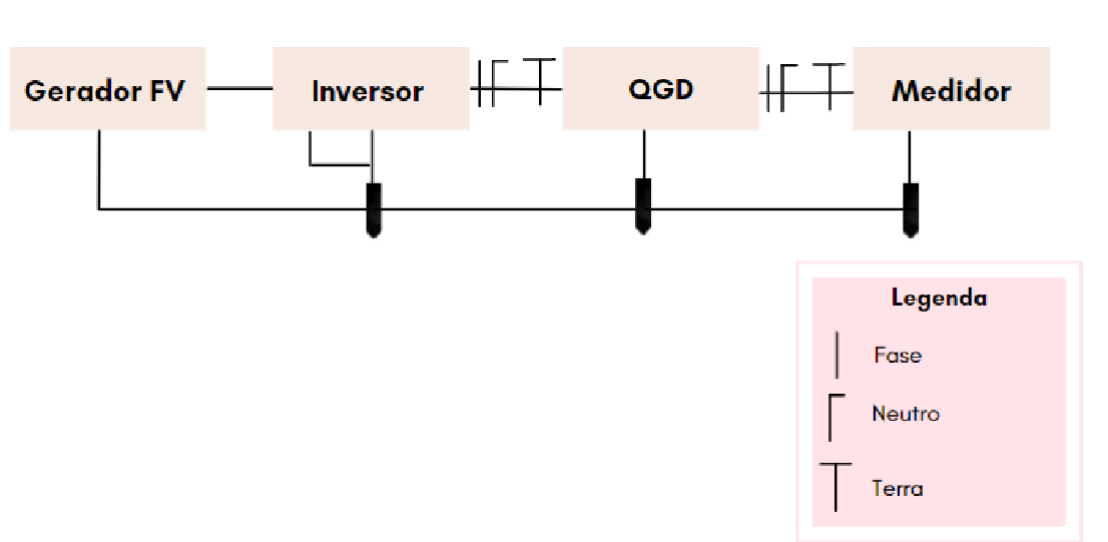 Gerador FV
Inversor
QGD
Medidor
Legenda
Fase
Neutro
Terra